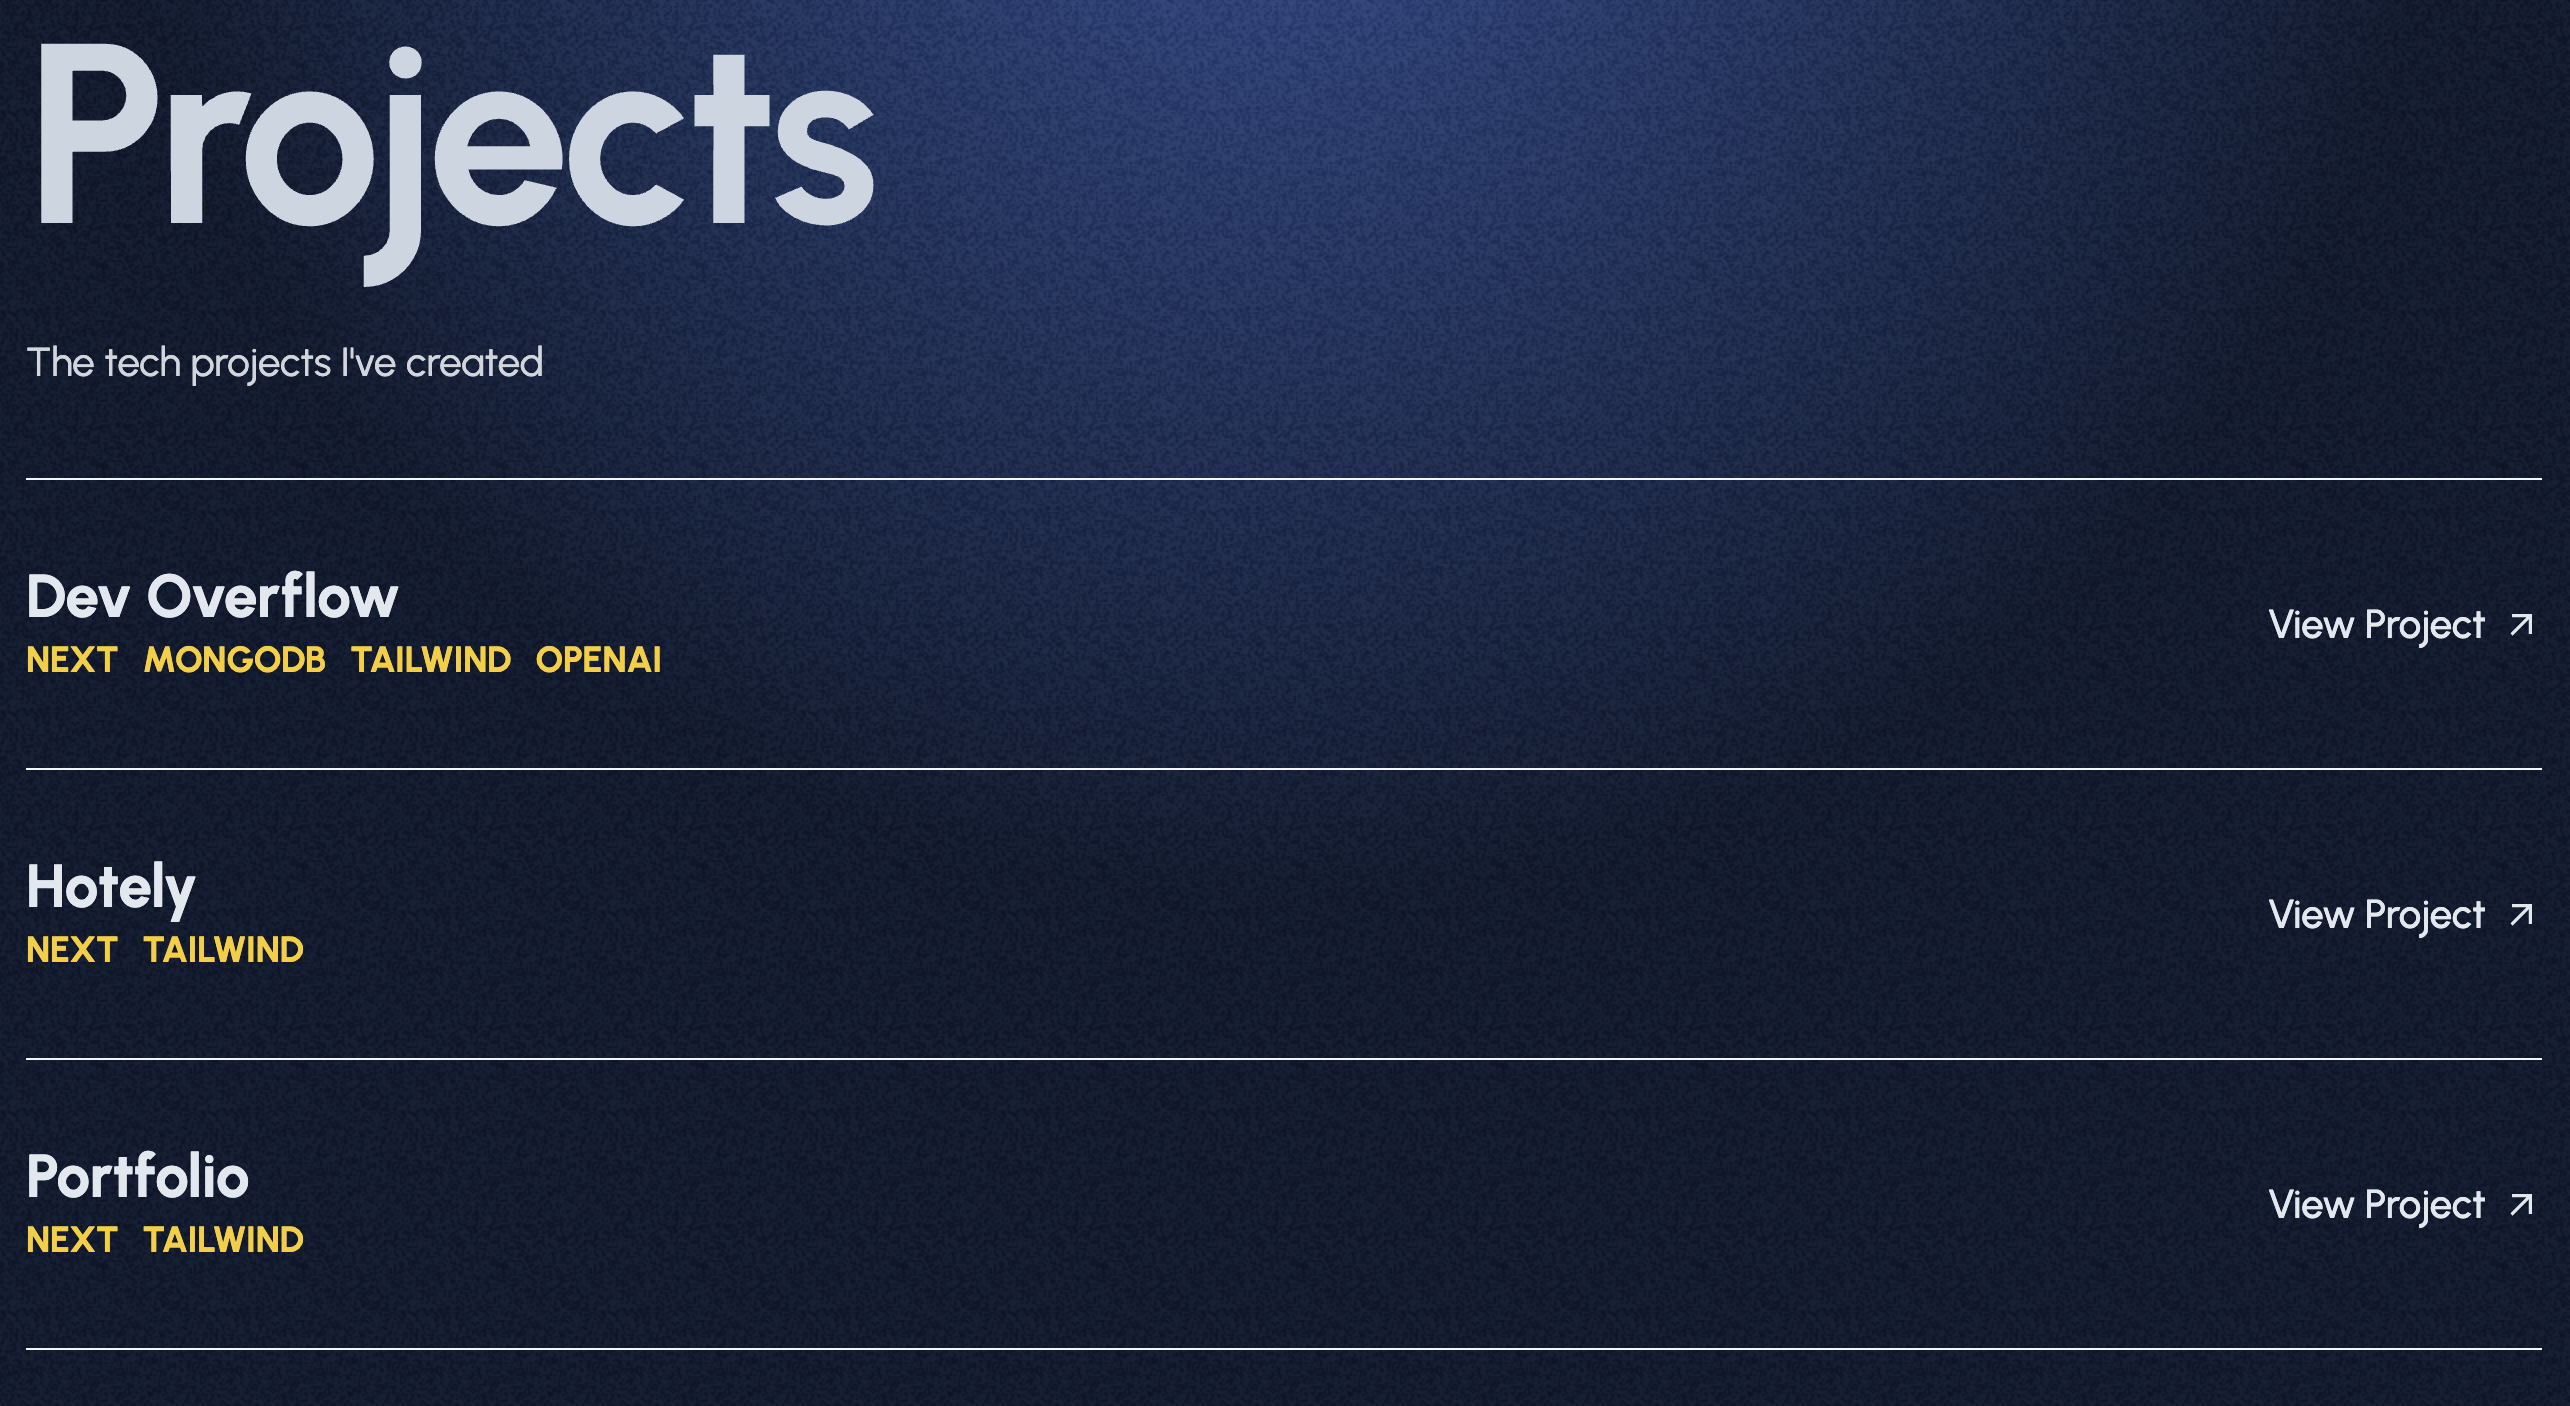 Projects
The tech projects I've created
Dev Overflow
NEXT MONGODB TAILWIND OPENAI
View Project
Hotely
NEXT TAILWIND
View Project
Portfolio
NEXT TAILWIND
View Project